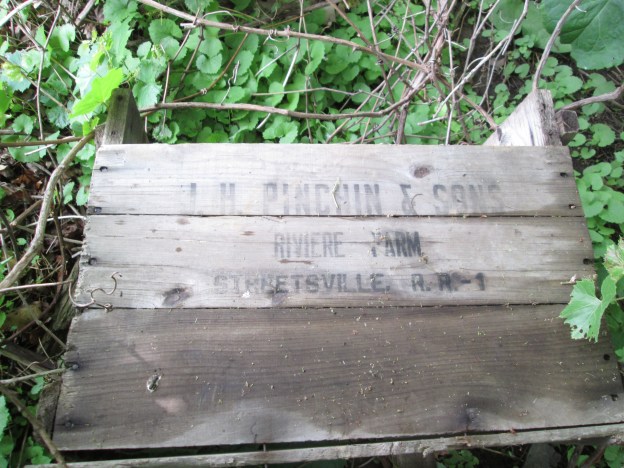 J. H. PINCHIN & SONS
RIVIERE FARM
STREETSVILLE, R. R.-1